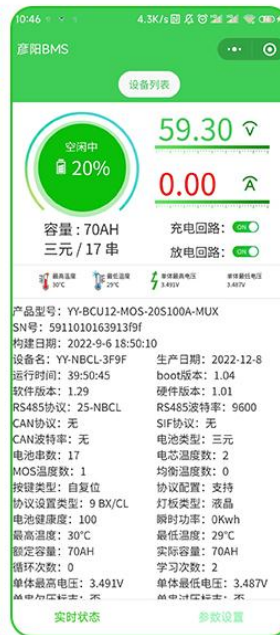 10:46 4.3K/s
彦阳BMS
设备列表
空闲中
20%
59.30 V
0.00 A
容量：70AH
三元 / 17 串
充电回路： ON
放电回路： ON
最高温度 30℃ 最低温度 29℃ 单体最高电压 3.491V 单体最低电压 3.487V
产品型号：YY-BCU12-MOS-20S100A-MUX
SN号：5911010163913f9f
构建日期：2022-9-6 18:50:10
设备名：YY-NBCL-3F9F 生产日期：2022-12-8
运行时间：39:50:45 boot版本：1.04
软件版本：1.29 硬件版本：1.01
RS485协议：25-NBCL RS485波特率：9600
CAN协议：无 SIF协议：无
CAN波特率：无 电池类型：三元
电池串数：17 电芯温度数：2
MOS温度数：1 均衡温度数：0
按键类型：自复位 协议配置：支持
协议设置类型：9 BX/CL 灯板类型：液晶
电池健康度：100 瞬时功率：0Kwh
最高温度：30℃ 最低温度：29℃
额定容量：70AH 实际容量：70AH
循环次数：0 学习次数：2
单体最高电压：3.491V 单体最低电压：3.487V
实时状态 参数设置